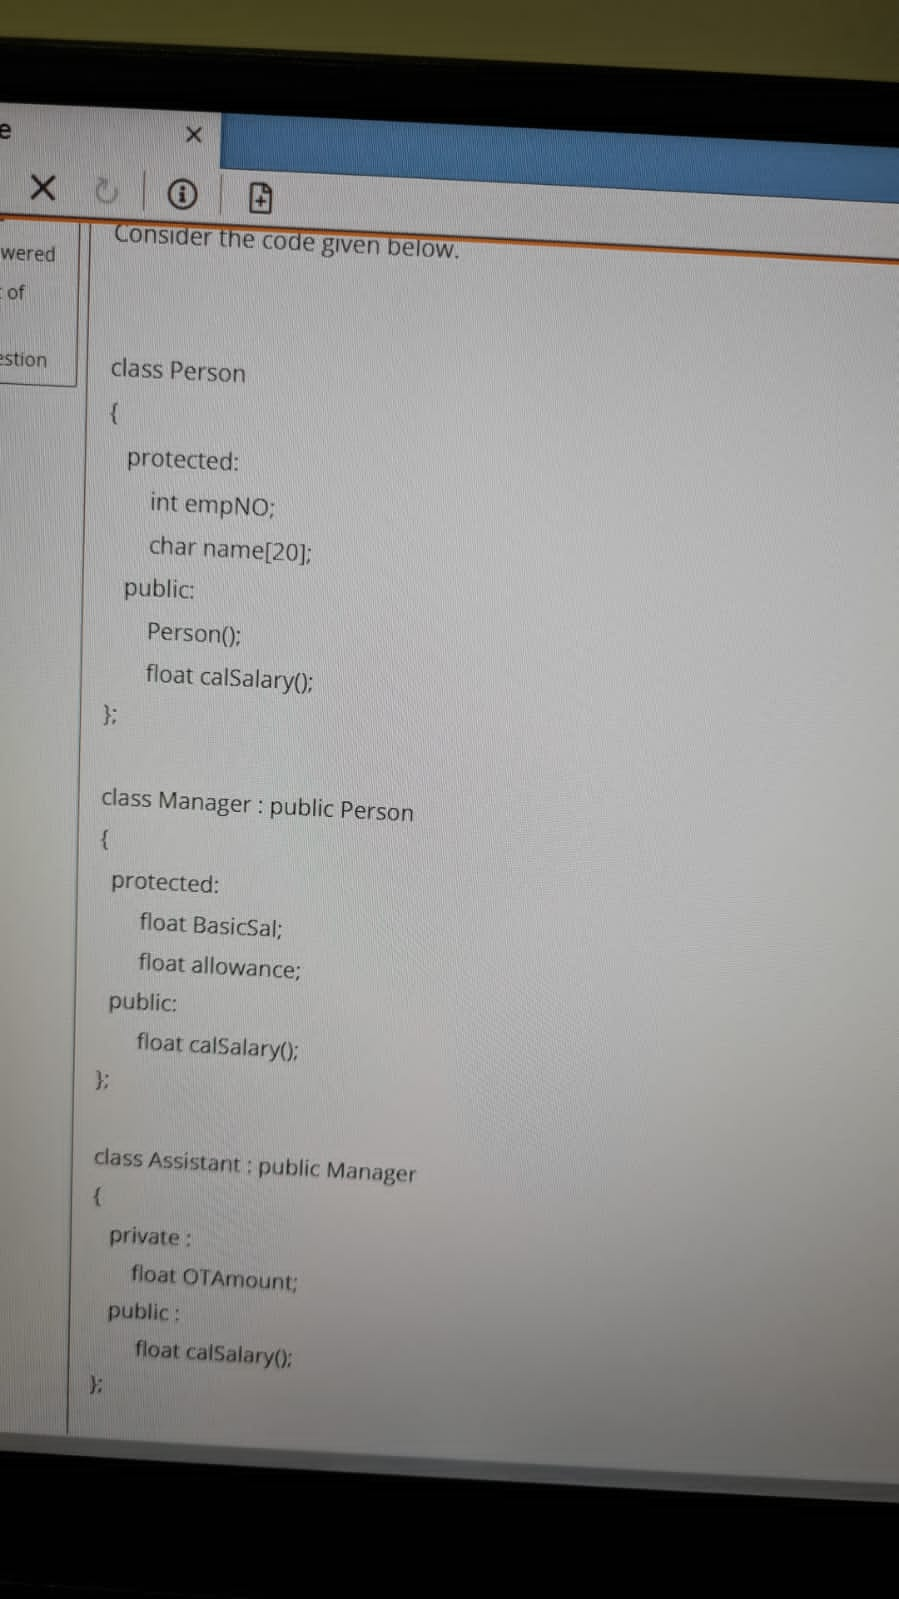 e
wered
of
estion
Consider the code given below.
class Person
{
protected:
int empNO;
char name[20];
public:
Person();
float calSalary();
};
class Manager : public Person
{
protected:
float BasicSal;
float allowance;
public:
float calSalary();
};
class Assistant : public Manager
{
private :
float OTAmount;
public :
float calSalary();
};